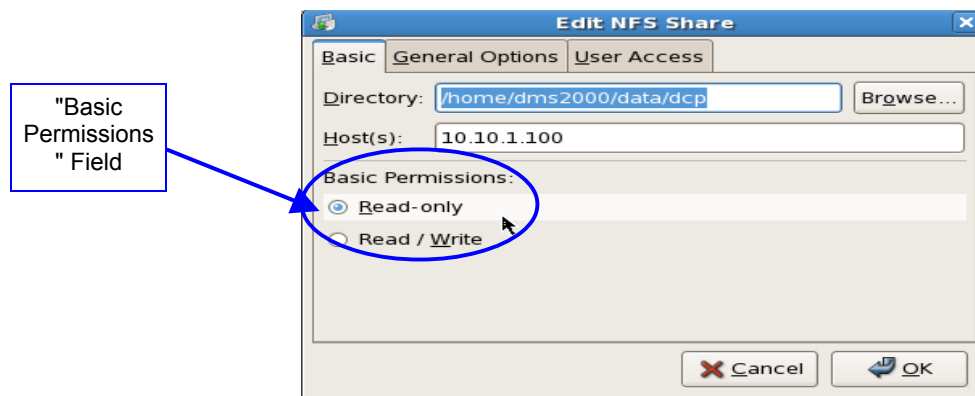 Edit NFS Share
Basic General Options User Access
Directory: /home/dms2000/data/dcp Browse...
Host(s): 10.10.1.100
"Basic
Permissions
" Field
Basic Permissions:
Read-only
Read / Write
Cancel OK